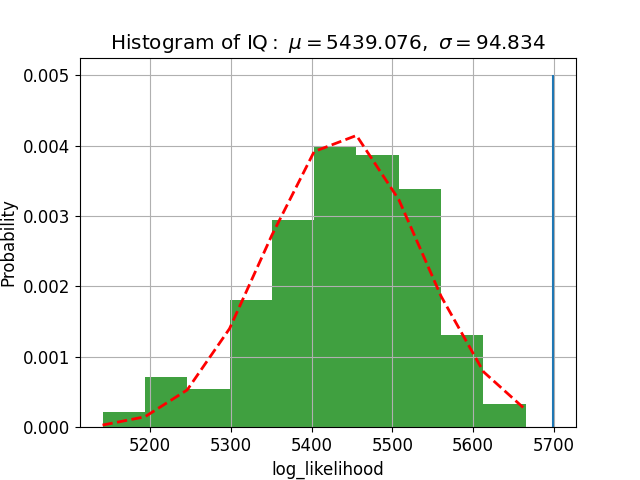 Histogram of IQ : μ = 5439.076, σ = 94.834
0.005
0.004
0.003
0.002
0.001
0.000
Probability
5200 5300 5400 5500 5600 5700
log_likelihood